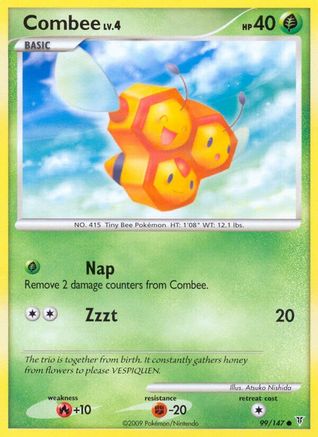 Combee LV.4 HP 40
BASIC
NO. 415 Tiny Bee Pokémon HT: 1'08" WT: 12.1 lbs.
Nap
Remove 2 damage counters from Combee.
Zzzt 20
The trio is together from birth. It constantly gathers honey
from flowers to please VESPIQUEN.
Illus. Atsuko Nishida
weakness resistance retreat cost
+10 -20
99/147
©2009 Pokémon/Nintendo